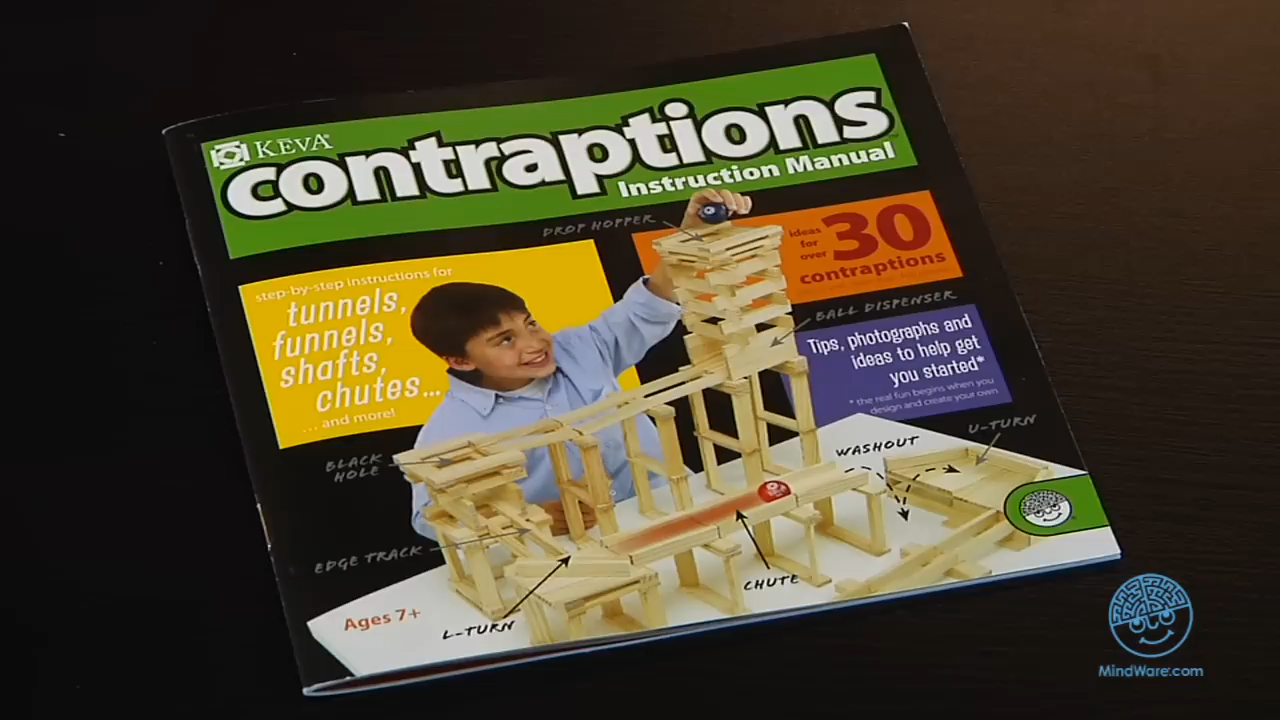 KEVA®
contraptions
Instruction Manual
DROP HOPPER
ideas
for
over
30
contraptions
step-by-step instructions for
tunnels,
funnels,
shafts,
chutes...
... and more!
BALL DISPENSER
Tips, photographs and
ideas to help get
you started*
* the real fun begins when you
design and create your own
BLACK
HOLE
WASHOUT
U-TURN
EDGE TRACK
CHUTE
L-TURN
Ages 7+
MindWare.com